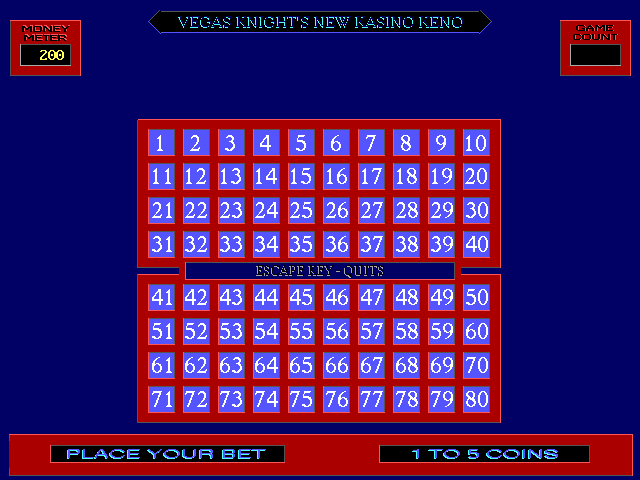 VEGAS KNIGHT'S NEW KASINO KENO
MONEY
METER
200
GAME
COUNT
1 2 3 4 5 6 7 8 9 10
11 12 13 14 15 16 17 18 19 20
21 22 23 24 25 26 27 28 29 30
31 32 33 34 35 36 37 38 39 40
ESCAPE KEY - QUITS
41 42 43 44 45 46 47 48 49 50
51 52 53 54 55 56 57 58 59 60
61 62 63 64 65 66 67 68 69 70
71 72 73 74 75 76 77 78 79 80
PLACE YOUR BET
1 TO 5 COINS